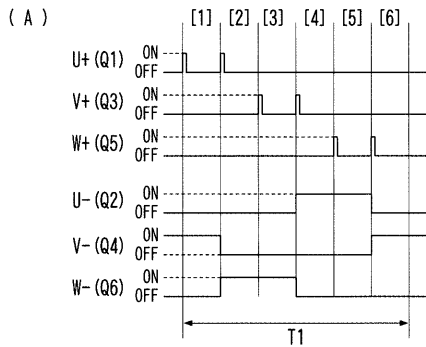 (A)
[1] [2] [3] [4] [5] [6]
U+(Q1) ON
OFF
V+(Q3) ON
OFF
W+(Q5) ON
OFF
U-(Q2) ON
OFF
V-(Q4) ON
OFF
W-(Q6) ON
OFF
T1